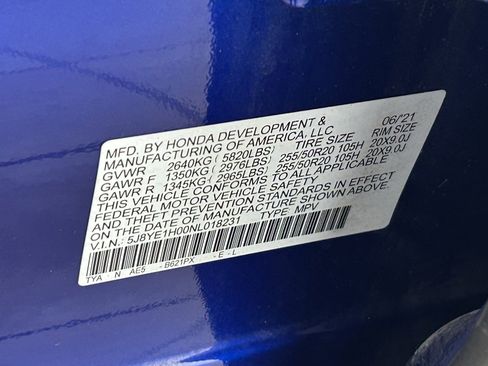 MFD. BY HONDA DEVELOPMENT & 06/'21
MANUFACTURING OF AMERICA, LLC
GVWR 2640KG ( 5820LBS) TIRE SIZE RIM SIZE
GAWR F 1350KG ( 2976LBS) 255/50R20 105H 20X9.0J
GAWR R 1345KG ( 2965LBS) 255/50R20 105H 20X9.0J
THIS VEHICLE CONFORMS TO ALL APPLICABLE
FEDERAL MOTOR VEHICLE SAFETY
AND THEFT PREVENTION STANDARDS IN EFFECT
ON THE DATE OF MANUFACTURE SHOWN ABOVE.
V.I.N.: 5J8YE1H00NL018231 TYPE: MPV
TYA N AE5 - B621PX - E - L